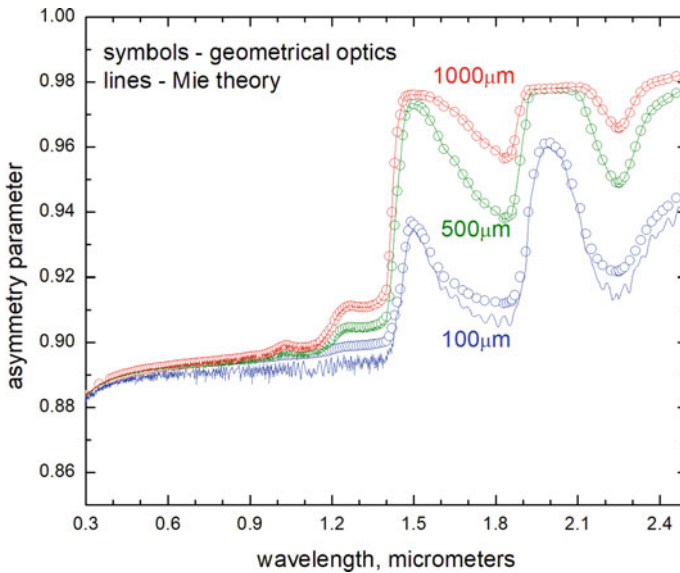 1.00
symbols - geometrical optics
lines - Mie theory
1000μm
0.98
0.96
0.94
500μm
0.92
100μm
0.90
0.88
0.86
asymmetry parameter
0.3 0.6 0.9 1.2 1.5 1.8 2.1 2.4
wavelength, micrometers